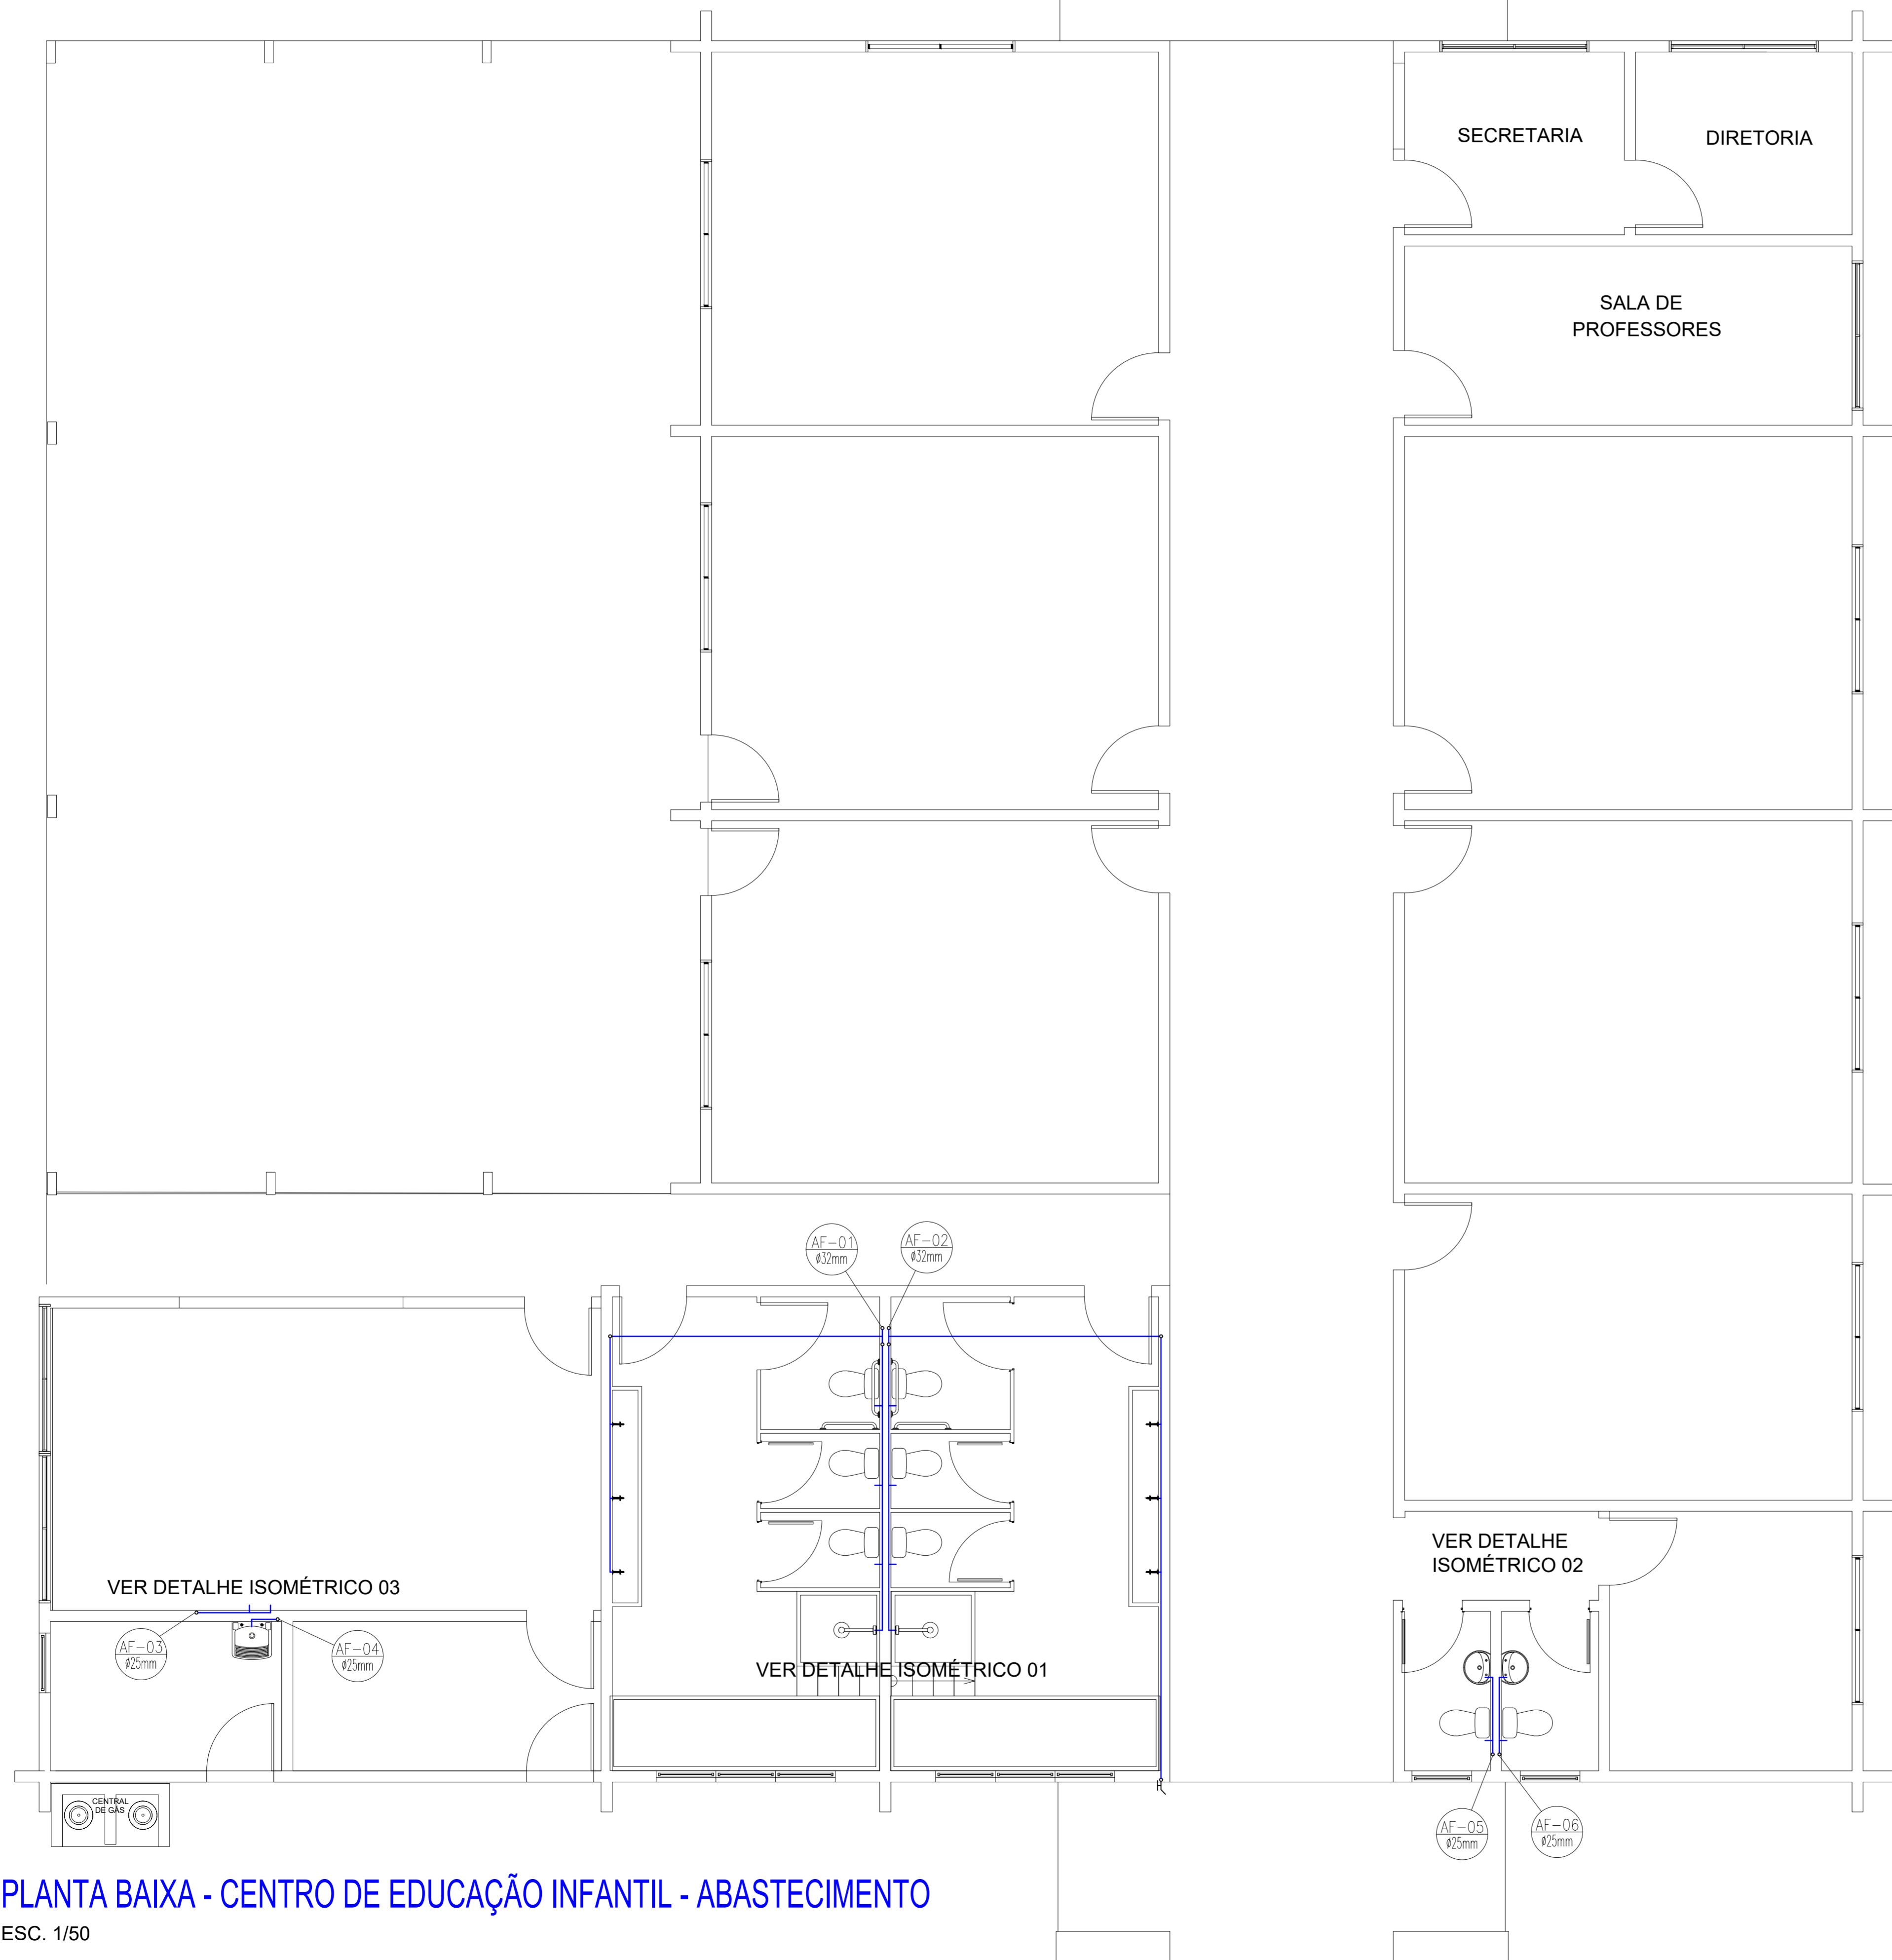 SECRETARIA
DIRETORIA
SALA DE
PROFESSORES
AF-01
ø32mm
AF-02
ø32mm
VER DETALHE
ISOMÉTRICO 02
VER DETALHE ISOMÉTRICO 03
AF-03
ø25mm
AF-04
ø25mm
VER DETALHE ISOMÉTRICO 01
CENTRAL
DE GÁS
AF-05
ø25mm
AF-06
ø25mm
PLANTA BAIXA - CENTRO DE EDUCAÇÃO INFANTIL - ABASTECIMENTO
ESC. 1/50